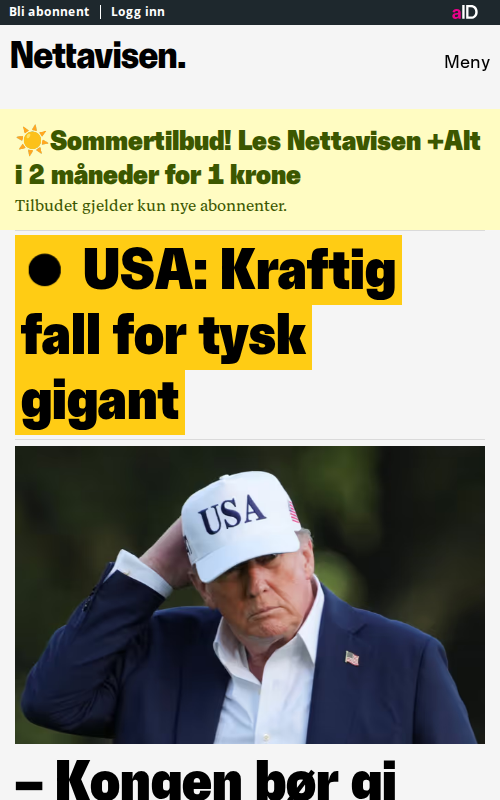 Bli abonnent | Logg inn
aID
Nettavisen.
Meny
☀️Sommertilbud! Les Nettavisen +Alt
i 2 måneder for 1 krone
Tilbudet gjelder kun nye abonnenter.
● USA: Kraftig
fall for tysk
gigant
USA
– Kongen bør gi